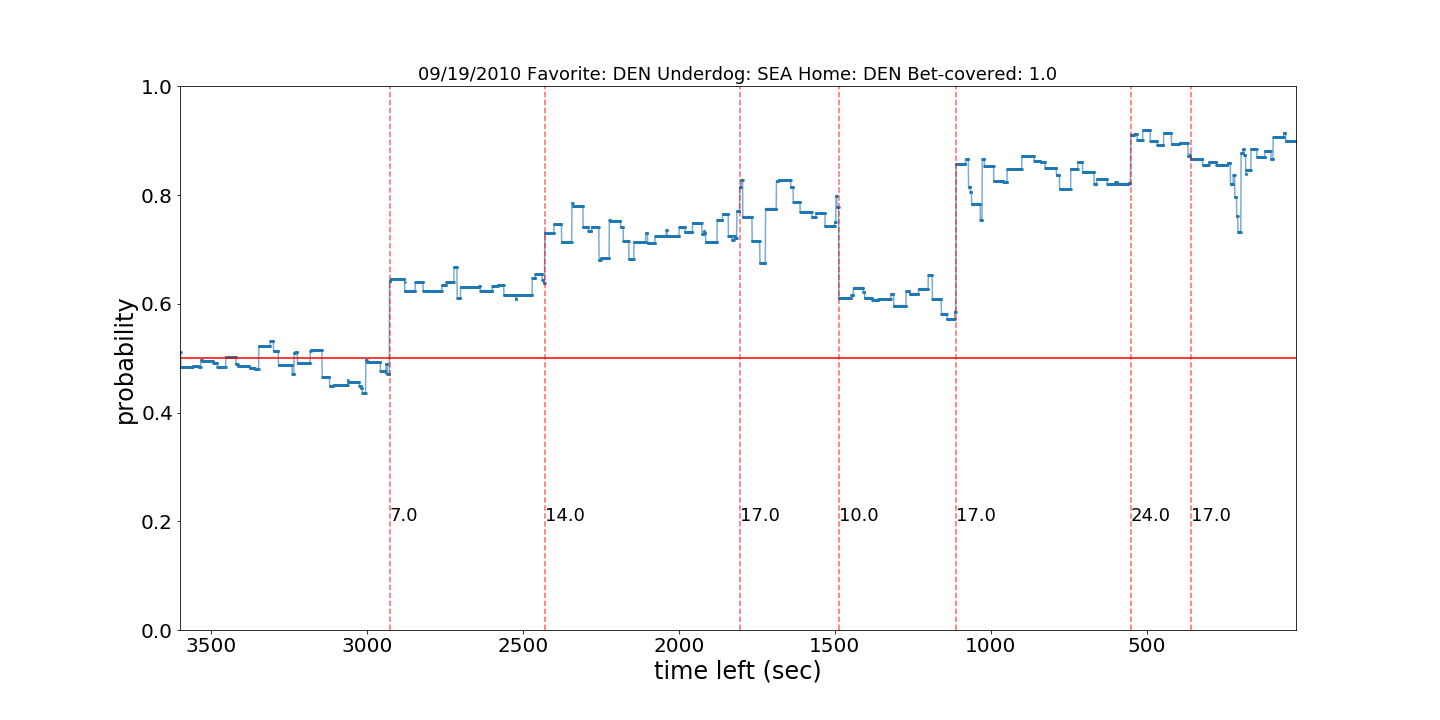 09/19/2010 Favorite: DEN Underdog: SEA Home: DEN Bet-covered: 1.0
1.0
0.8
0.6
0.4
0.2
0.0
probability
7.0 14.0 17.0 10.0 17.0 24.0 17.0
3500 3000 2500 2000 1500 1000 500
time left (sec)